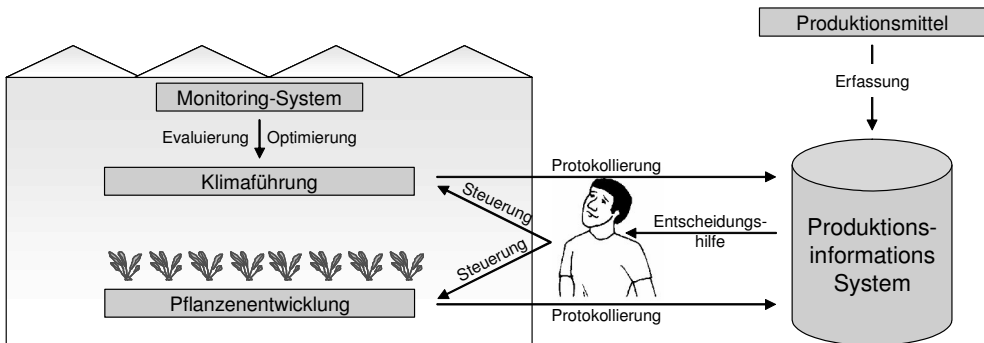 Produktionsmittel
Erfassung
Monitoring-System
Evaluierung
Optimierung
Klimaführung
Protokollierung
Steuerung
Entscheidungs-
hilfe
Steuerung
Produktions-
informations
System
Pflanzenentwicklung
Protokollierung